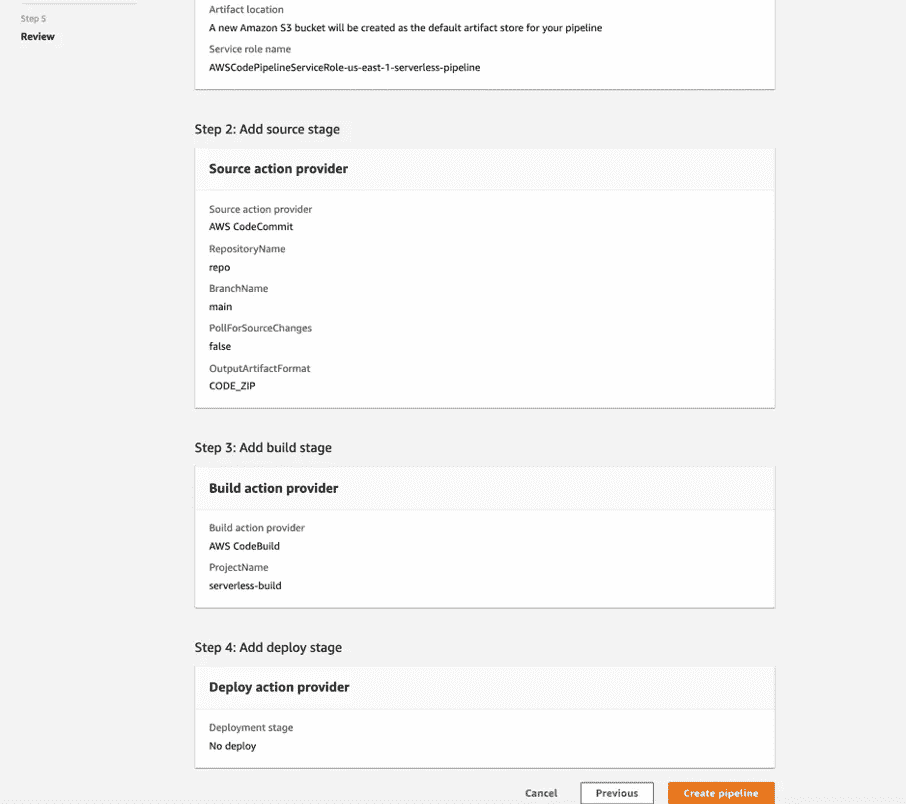 Step 5
Review
Artifact location
A new Amazon S3 bucket will be created as the default artifact store for your pipeline
Service role name
AWSCodePipelineServiceRole-us-east-1-serverless-pipeline
Step 2: Add source stage
Source action provider
Source action provider
AWS CodeCommit
RepositoryName
repo
BranchName
main
PollForSourceChanges
false
OutputArtifactFormat
CODE_ZIP
Step 3: Add build stage
Build action provider
Build action provider
AWS CodeBuild
ProjectName
serverless-build
Step 4: Add deploy stage
Deploy action provider
Deployment stage
No deploy
Cancel Previous Create pipeline